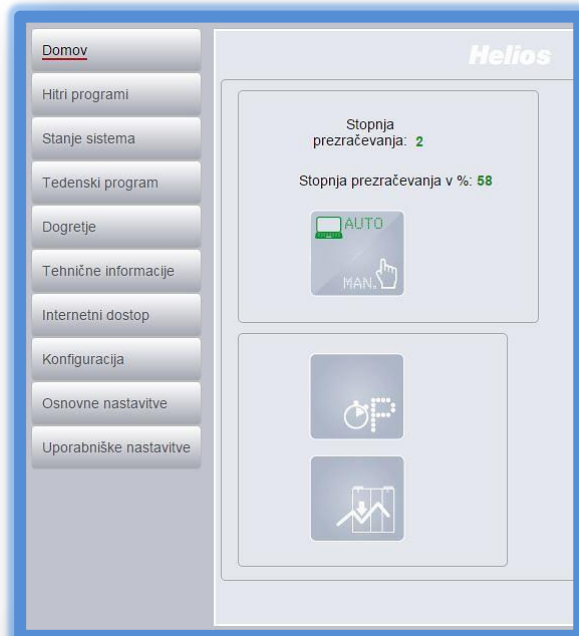 Domov
Hitri programi
Stanje sistema
Tedenski program
Dogretje
Tehnične informacije
Internetni dostop
Konfiguracija
Osnovne nastavitve
Uporabniške nastavitve
Helios
Stopnja
prezračevanja: 2
Stopnja prezračevanja v %: 58
AUTO
MAN.
P